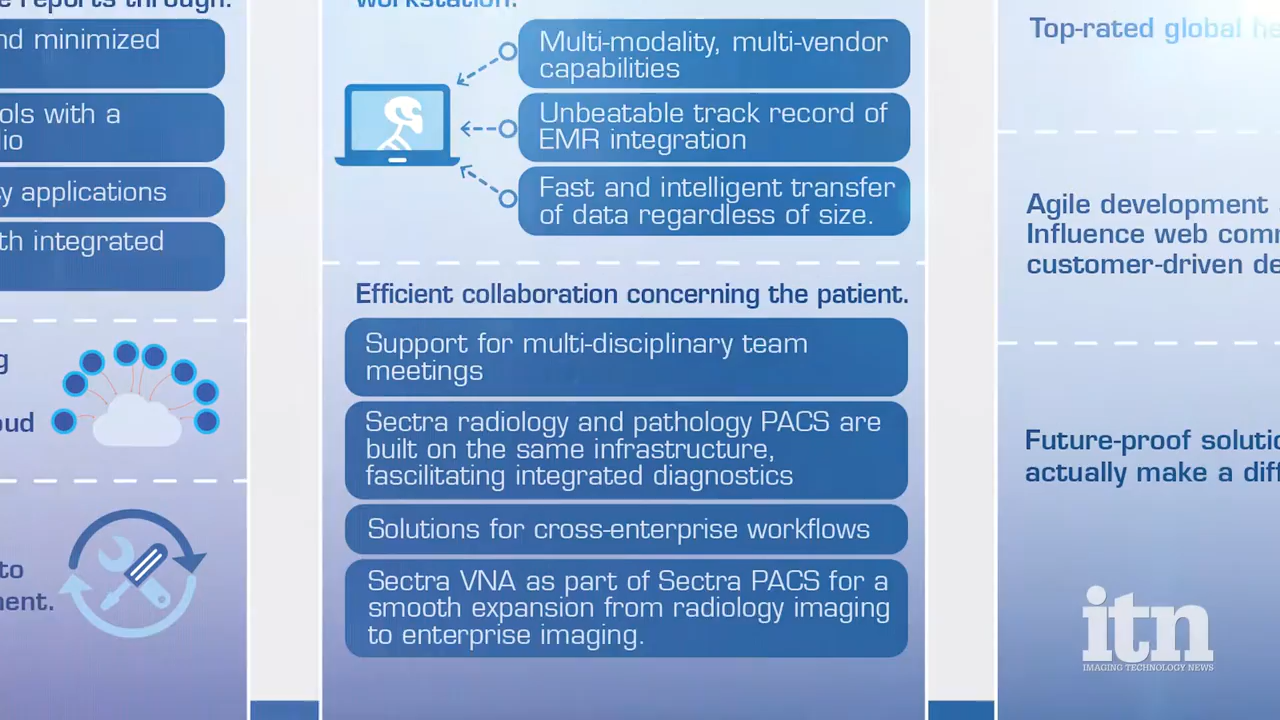 e reports through:
nd minimized
ols with a
lio
y applications
th integrated
g
oud
to
nent.
workstation:
Multi-modality, multi-vendor
capabilities
Unbeatable track record of
EMR integration
Fast and intelligent transfer
of data regardless of size.
Efficient collaboration concerning the patient.
Support for multi-disciplinary team
meetings
Sectra radiology and pathology PACS are
built on the same infrastructure,
fascilitating integrated diagnostics
Solutions for cross-enterprise workflows
Sectra VNA as part of Sectra PACS for a
smooth expansion from radiology imaging
to enterprise imaging.
Top-rated global he
Agile development
Influence web com
customer-driven de
Future-proof soluti
actually make a diff
itn
IMAGING TECHNOLOGY NEWS